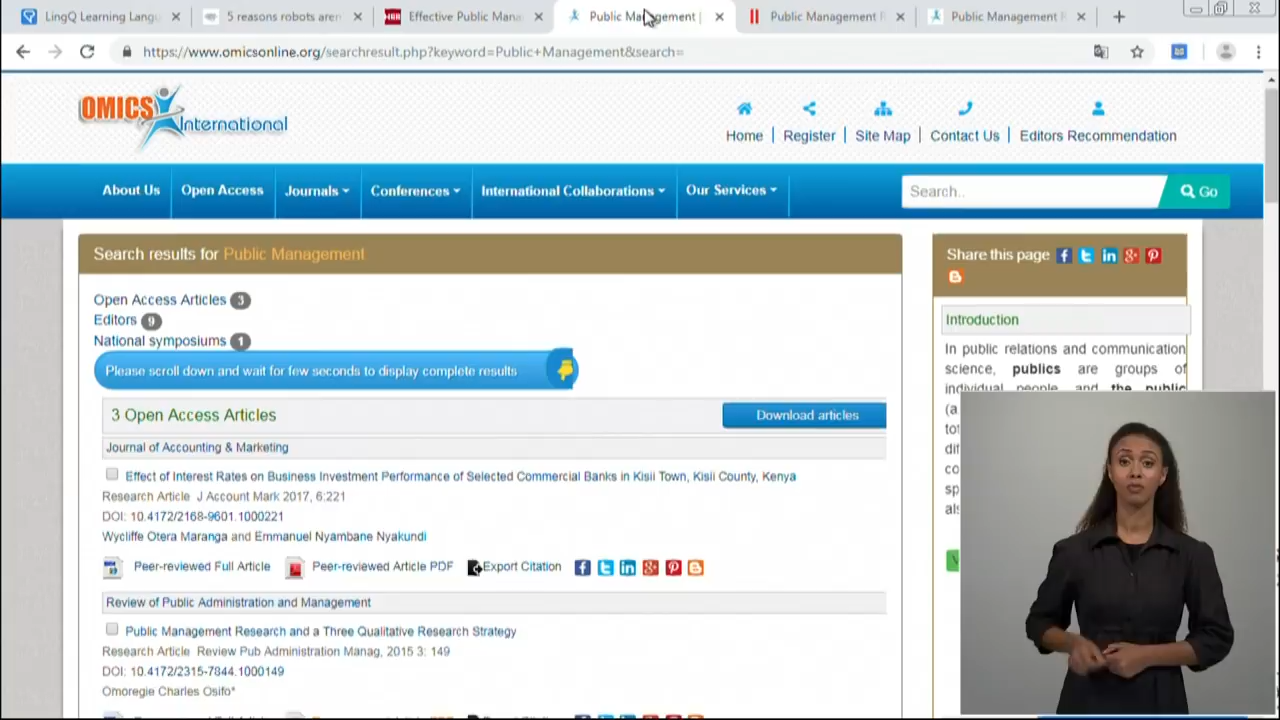 LingQ Learning Langu
5 reasons robots aren
Effective Public Mana
Public Management |
Public Management R
Public Management R
https://www.omicsonline.org/searchresult.php?keyword=Public+Management&search=
OMICS International
Home | Register | Site Map | Contact Us | Editors Recommendation
About Us
Open Access
Journals
Conferences
International Collaborations
Our Services
Search..
Go
Search results for Public Management
Open Access Articles 3
Editors 9
National symposiums 1
Please scroll down and wait for few seconds to display complete results
3 Open Access Articles
Download articles
Journal of Accounting & Marketing
Effect of Interest Rates on Business Investment Performance of Selected Commercial Banks in Kisii Town, Kisii County, Kenya
Research Article J Account Mark 2017, 6:221
DOI: 10.4172/2168-9601.1000221
Wycliffe Otera Maranga and Emmanuel Nyambane Nyakundi
Peer-reviewed Full Article
Peer-reviewed Article PDF
Export Citation
Review of Public Administration and Management
Public Management Research and a Three Qualitative Research Strategy
Research Article Review Pub Administration Manag, 2015 3: 149
DOI: 10.4172/2315-7844.1000149
Omoregie Charles Osifo*
Share this page
Introduction
In public relations and communication
science, publics are groups of
individual people, and the public